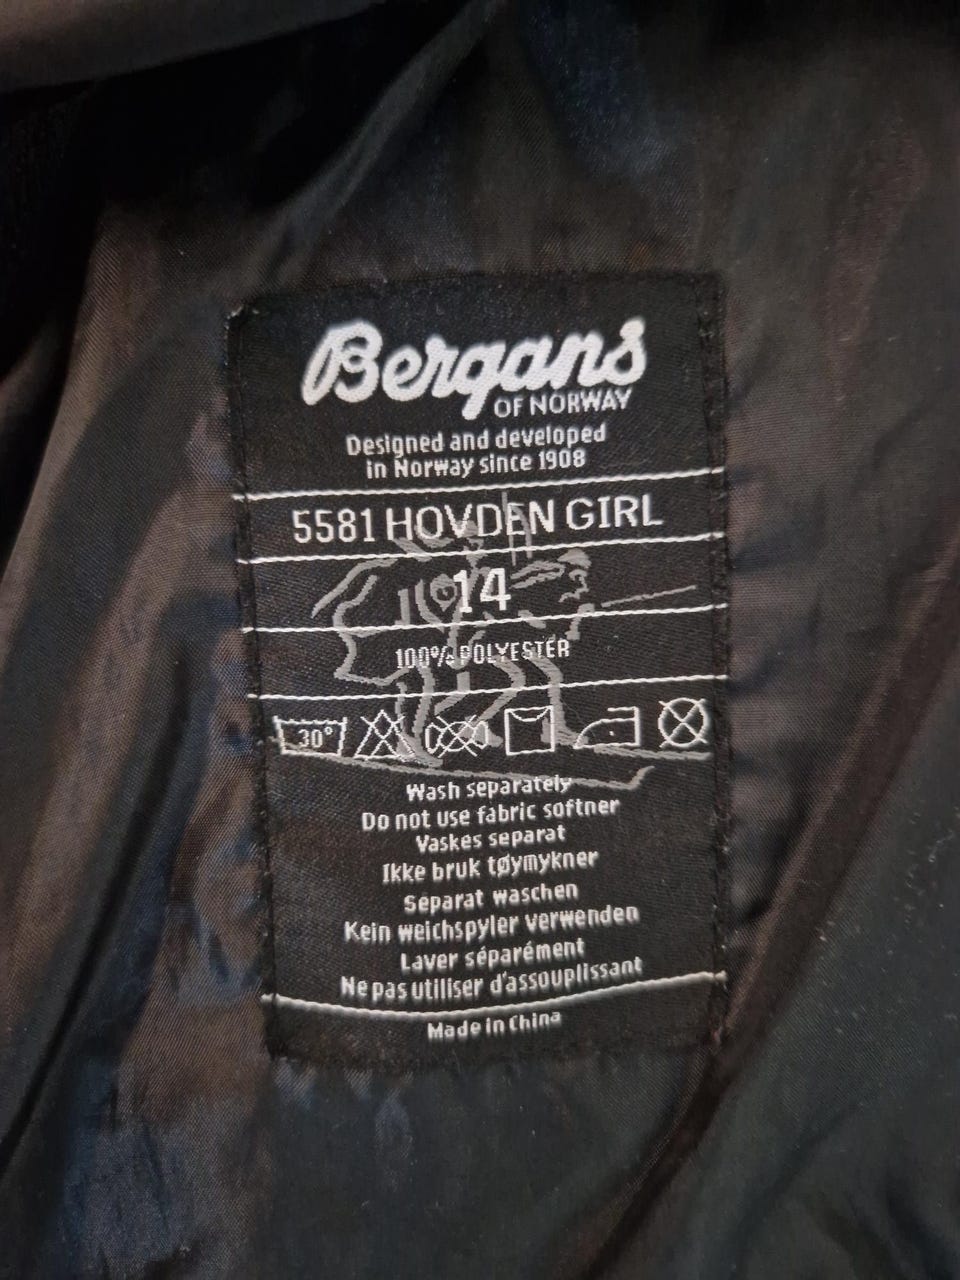 Bergans
OF NORWAY
Designed and developed
in Norway since 1908
5581 HOVDEN GIRL
14
100% POLYESTER
30°
Wash separately
Do not use fabric softner
Vaskes separat
Ikke bruk tøymykner
Separat waschen
Kein weichspyler verwenden
Laver séparément
Ne pas utiliser d'assouplissant
Made in China